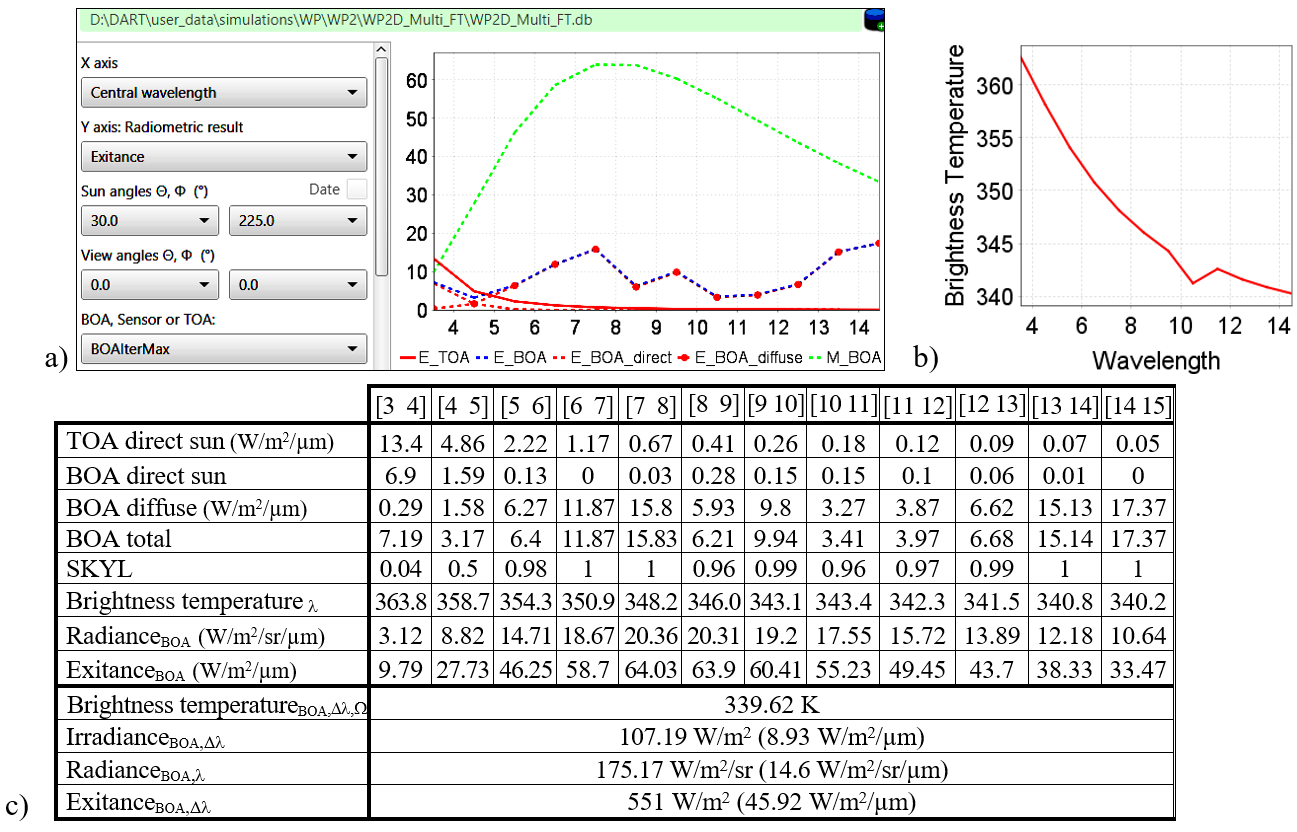 D:\DART\user_data\simulations\WP\WP2\WP2D_Multi_FT\WP2D_Multi_FT.db
X axis
Central wavelength
Y axis: Radiometric result
Exitance
Sun angles Θ, Φ (°)
Date
30.0
225.0
View angles Θ, Φ (°)
0.0
0.0
BOA, Sensor or TOA:
BOAlterMax
60
50
40
30
20
10
0
4 5 6 7 8 9 10 11 12 13 14
E_TOA E_BOA E_BOA_direct E_BOA_diffuse M_BOA
a)
Brightness Temperature
360
355
350
345
340
4 6 8 10 12 14
Wavelength
b)
[3 4] [4 5] [5 6] [6 7] [7 8] [8 9] [9 10] [10 11] [11 12] [12 13] [13 14] [14 15]
TOA direct sun (W/m²/µm) 13.4 4.86 2.22 1.17 0.67 0.41 0.26 0.18 0.12 0.09 0.07 0.05
BOA direct sun 6.9 1.59 0.13 0 0.03 0.28 0.15 0.15 0.1 0.06 0.01 0
BOA diffuse (W/m²/µm) 0.29 1.58 6.27 11.87 15.8 5.93 9.8 3.27 3.87 6.62 15.13 17.37
BOA total 7.19 3.17 6.4 11.87 15.83 6.21 9.94 3.41 3.97 6.68 15.14 17.37
SKYL 0.04 0.5 0.98 1 1 0.96 0.99 0.96 0.97 0.99 1 1
Brightness temperature λ 363.8 358.7 354.3 350.9 348.2 346.0 343.1 343.4 342.3 341.5 340.8 340.2
Radiance BOA (W/m²/sr/µm) 3.12 8.82 14.71 18.67 20.36 20.31 19.2 17.55 15.72 13.89 12.18 10.64
Exitance BOA (W/m²/µm) 9.79 27.73 46.25 58.7 64.03 63.9 60.41 55.23 49.45 43.7 38.33 33.47
Brightness temperature BOA,Δλ,Ω 339.62 K
Irradiance BOA,Δλ 107.19 W/m² (8.93 W/m²/µm)
Radiance BOA,λ 175.17 W/m²/sr (14.6 W/m²/sr/µm)
Exitance BOA,Δλ 551 W/m² (45.92 W/m²/µm)
c)